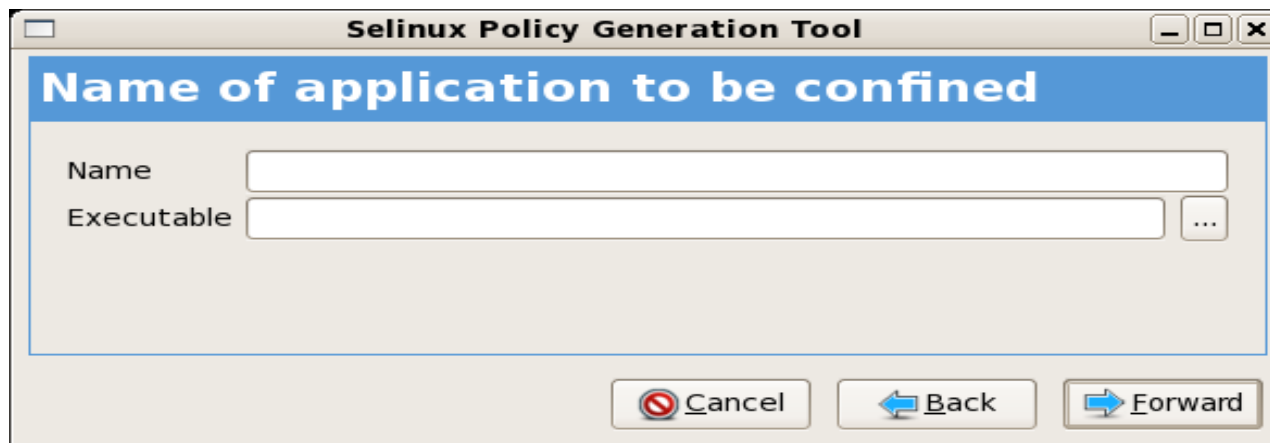 Selinux Policy Generation Tool
Name of application to be confined
Name
Executable ...
Cancel Back Forward